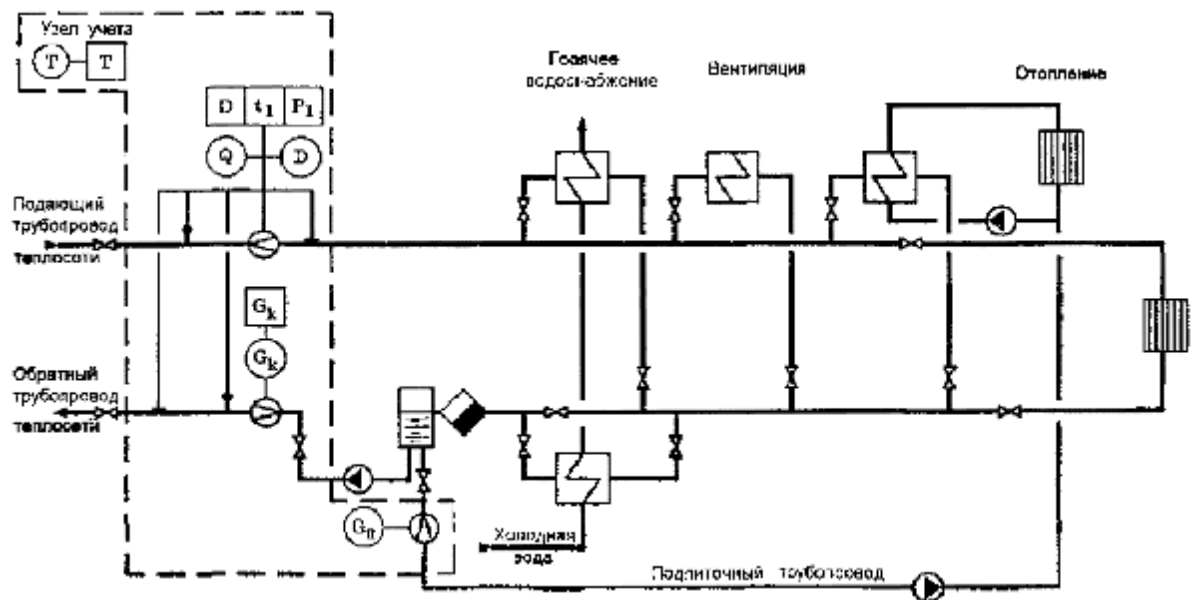 Узел учета
T T
Горячее
водоснабжение
Вентиляция
Отопление
D t1 P1
Q D
Подающий
трубопровод
теплосети
Gk
Gk
Обратный
трубопровод
теплосети
Gп
Холодная
вода
Подпиточный трубопровод